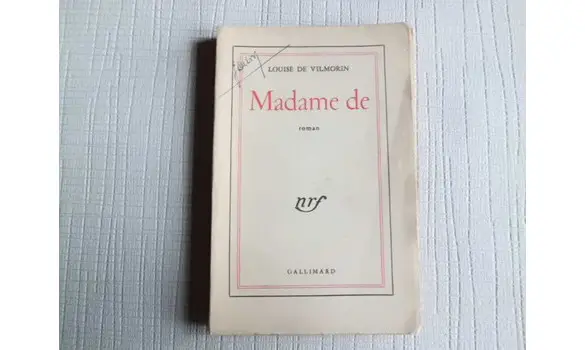 LOUISE DE VILMORIN
Madame de
roman
nrf
GALLIMARD